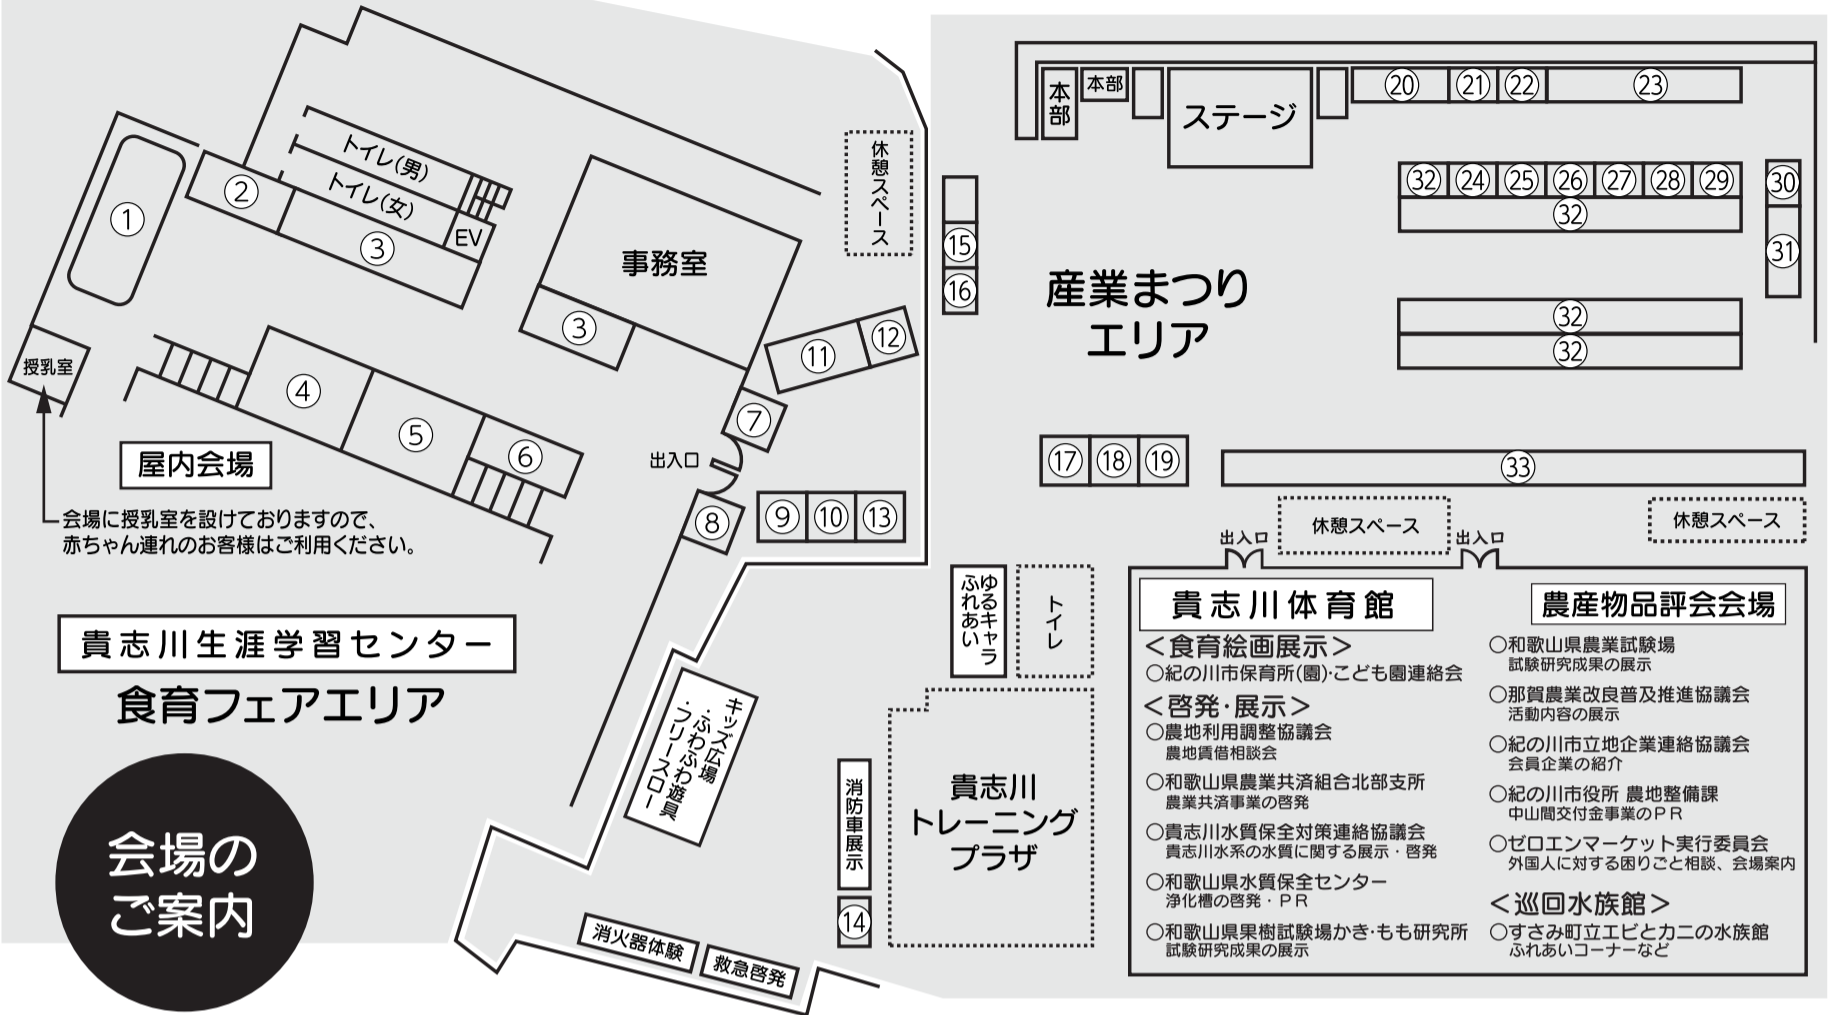 ①
②
③
トイレ(男)
トイレ(女)
EV
事務室
③
④
⑤
⑥
⑦
⑧
⑨
⑩
⑬
⑪
⑫
休憩スペース
出入口
授乳室
屋内会場
会場に授乳室を設けておりますので、
赤ちゃん連れのお客様はご利用ください。
貴志川生涯学習センター
食育フェアエリア
会場の
ご案内
キッズ広場
・ふわふわ遊具
・フリースロー
消火器体験
救急啓発
消防車展示
⑭
本部
本部
ステージ
⑳
㉑
㉒
㉓
⑮
⑯
産業まつり
エリア
㉜
㉔
㉕
㉖
㉗
㉘
㉙
㉜
㉚
㉛
㉜
㉜
⑰
⑱
⑲
㉝
休憩スペース
休憩スペース
出入口
出入口
ゆるキャラ
ふれあい
トイレ
貴志川
トレーニング
プラザ
貴志川体育館
＜食育絵画展示＞
○紀の川市保育所(園)・こども園連絡会
＜啓発・展示＞
○農地利用調整協議会
農地賃借相談会
○和歌山県農業共済組合北部支所
農業共済事業の啓発
○貴志川水質保全対策連絡協議会
貴志川水系の水質に関する展示・啓発
○和歌山県水質保全センター
浄化槽の啓発・ＰＲ
○和歌山県果樹試験場かき・もも研究所
試験研究成果の展示
農産物品評会会場
○和歌山県農業試験場
試験研究成果の展示
○那賀農業改良普及推進協議会
活動内容の展示
○紀の川市立地企業連絡協議会
会員企業の紹介
○紀の川市役所 農地整備課
中山間交付金事業のＰＲ
○ゼロエンマーケット実行委員会
外国人に対する困りごと相談、会場案内
＜巡回水族館＞
○すさみ町立エビとカニの水族館
ふれあいコーナーなど